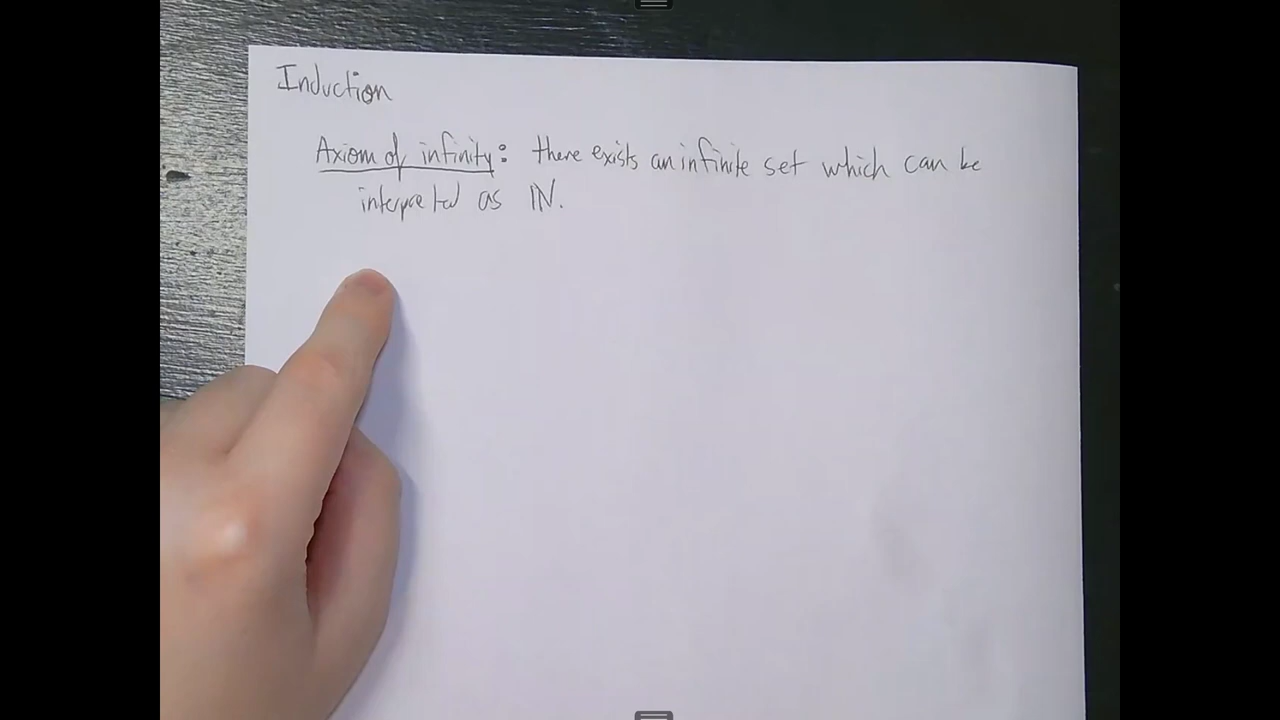 Induction
Axiom of infinity: there exists an infinite set which can be
interpreted as ℕ.